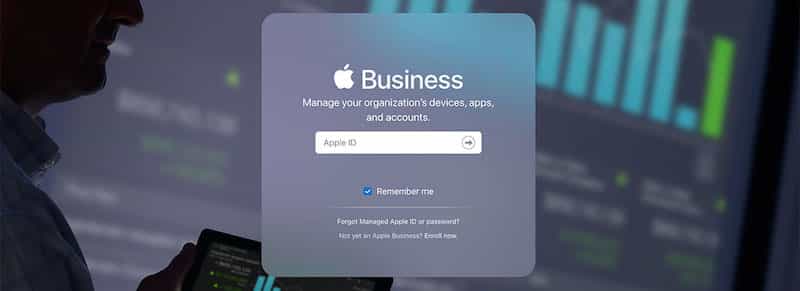 Business
Manage your organization's devices, apps,
and accounts.
Apple ID
Remember me
Forgot Managed Apple ID or password?
Not yet an Apple Business? Enroll now.